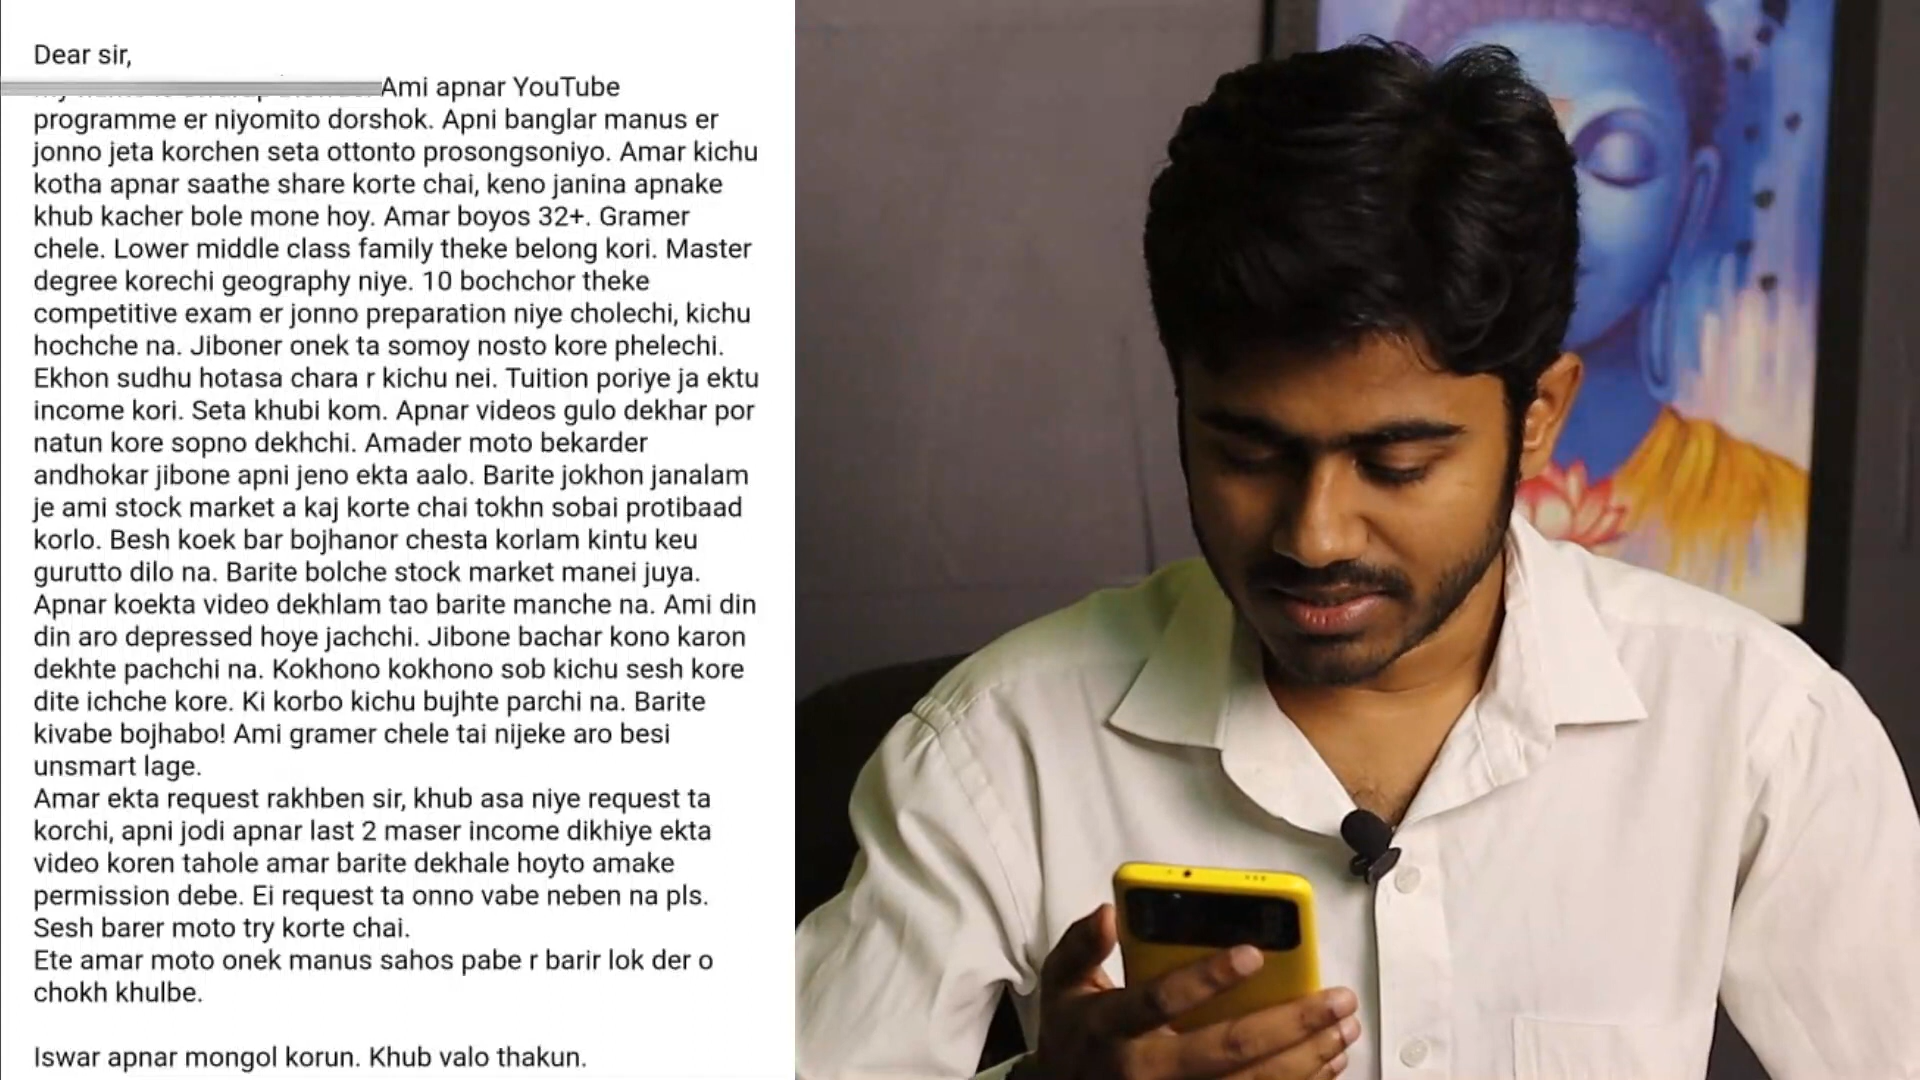 Dear sir,
Ami apnar YouTube
programme er niyomito dorshok. Apni banglar manus er
jonno jeta korchen seta ottonto prosongsoniyo. Amar kichu
kotha apnar saathe share korte chai, keno janina apnake
khub kacher bole mone hoy. Amar boyos 32+. Gramer
chele. Lower middle class family theke belong kori. Master
degree korechi geography niye. 10 bochchor theke
competitive exam er jonno preparation niye cholechi, kichu
hochche na. Jiboner onek ta somoy nosto kore phelechi.
Ekhon sudhu hotasa chara r kichu nei. Tuition poriye ja ektu
income kori. Seta khubi kom. Apnar videos gulo dekhar por
natun kore sopno dekhchi. Amader moto bekarder
andhokar jibone apni jeno ekta aalo. Barite jokhon janalam
je ami stock market a kaj korte chai tokhn sobai protibaad
korlo. Besh koek bar bojhanor chesta korlam kintu keu
gurutto dilo na. Barite bolche stock market manei juya.
Apnar koekta video dekhlam tao barite manche na. Ami din
din aro depressed hoye jachchi. Jibone bachar kono karon
dekhte pachchi na. Kokhono kokhono sob kichu sesh kore
dite ichche kore. Ki korbo kichu bujhte parchi na. Barite
kivabe bojhabo! Ami gramer chele tai nijeke aro besi
unsmart lage.
Amar ekta request rakhben sir, khub asa niye request ta
korchi, apni jodi apnar last 2 maser income dikhiye ekta
video koren tahole amar barite dekhale hoyto amake
permission debe. Ei request ta onno vabe neben na pls.
Sesh barer moto try korte chai.
Ete amar moto onek manus sahos pabe r barir lok der o
chokh khulbe.
Iswar apnar mongol korun. Khub valo thakun.